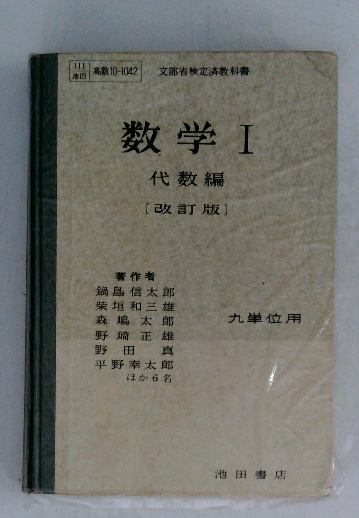 111
池田
高数10-1042
文部省検定済教科書
数学 I
代数編
[改訂版]
著作者
鍋島信太郎
柴垣和三雄
森嶋太郎
野崎正雄
野田真
平野幸太郎
ほか6名
九単位用
池田書店